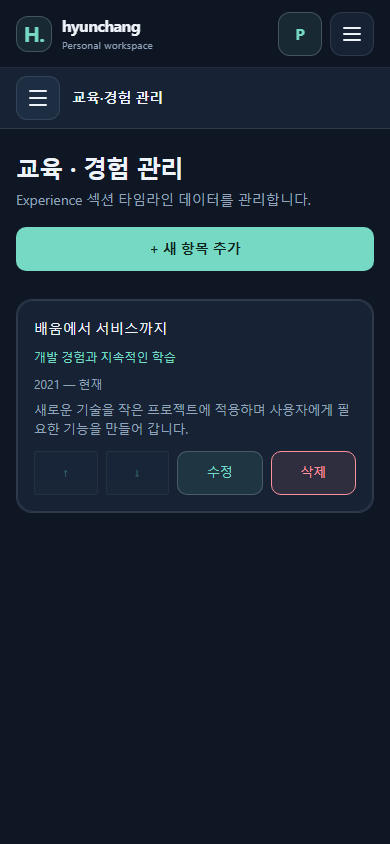 H.
hyunchang
Personal workspace
P
교육·경험 관리
교육 · 경험 관리
Experience 섹션 타임라인 데이터를 관리합니다.
+ 새 항목 추가
배움에서 서비스까지
개발 경험과 지속적인 학습
2021 — 현재
새로운 기술을 작은 프로젝트에 적용하며 사용자에게 필
요한 기능을 만들어 갑니다.
↑ ↓ 수정 삭제